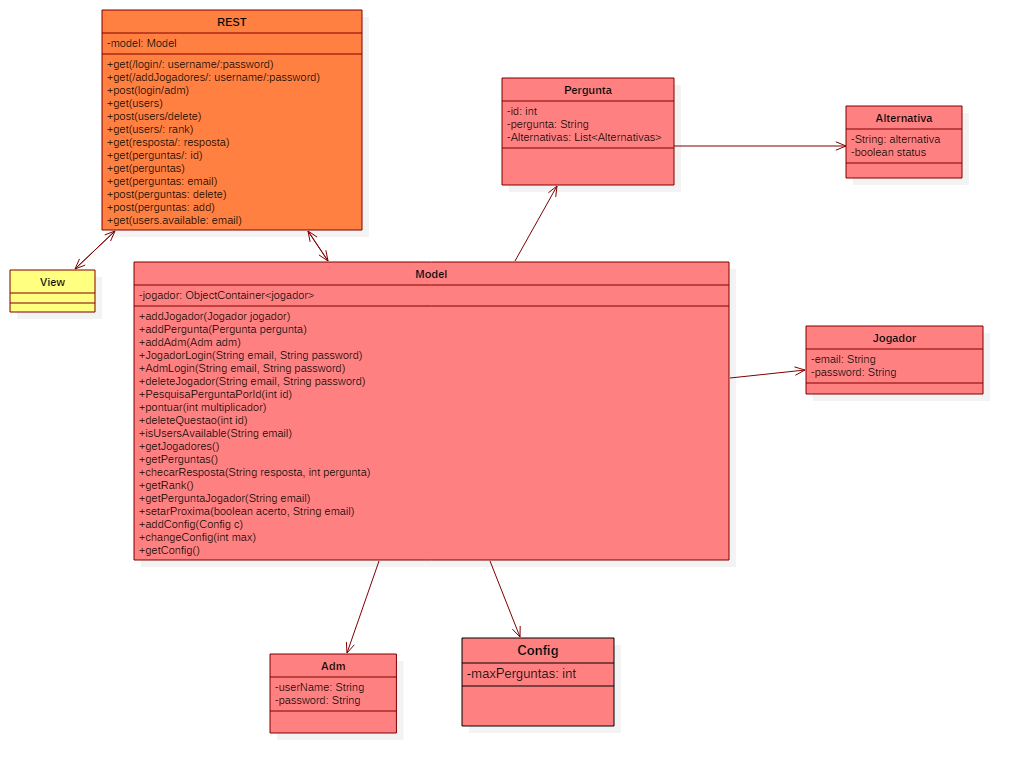 REST
-model: Model
+get(/login/: username/:password)
+get(/addJogadores/: username/:password)
+post(login/adm)
+get(users)
+post(users/delete)
+get(users/: rank)
+get(resposta/: resposta)
+get(perguntas/: id)
+get(perguntas)
+get(perguntas: email)
+post(perguntas: delete)
+post(perguntas: add)
+get(users.available: email)
Pergunta
-id: int
-pergunta: String
-Alternativas: List<Alternativas>
Alternativa
-String: alternativa
-boolean status
View
Model
-jogador: ObjectContainer<jogador>
+addJogador(Jogador jogador)
+addPergunta(Pergunta pergunta)
+addAdm(Adm adm)
+JogadorLogin(String email, String password)
+AdmLogin(String email, String password)
+deleteJogador(String email, String password)
+PesquisaPerguntaPorId(int id)
+pontuar(int multiplicador)
+deleteQuestao(int id)
+isUsersAvailable(String email)
+getJogadores()
+getPerguntas()
+checarResposta(String resposta, int pergunta)
+getRank()
+getPerguntaJogador(String email)
+setarProxima(boolean acerto, String email)
+addConfig(Config c)
+changeConfig(int max)
+getConfig()
Jogador
-email: String
-password: String
Adm
-userName: String
-password: String
Config
-maxPerguntas: int